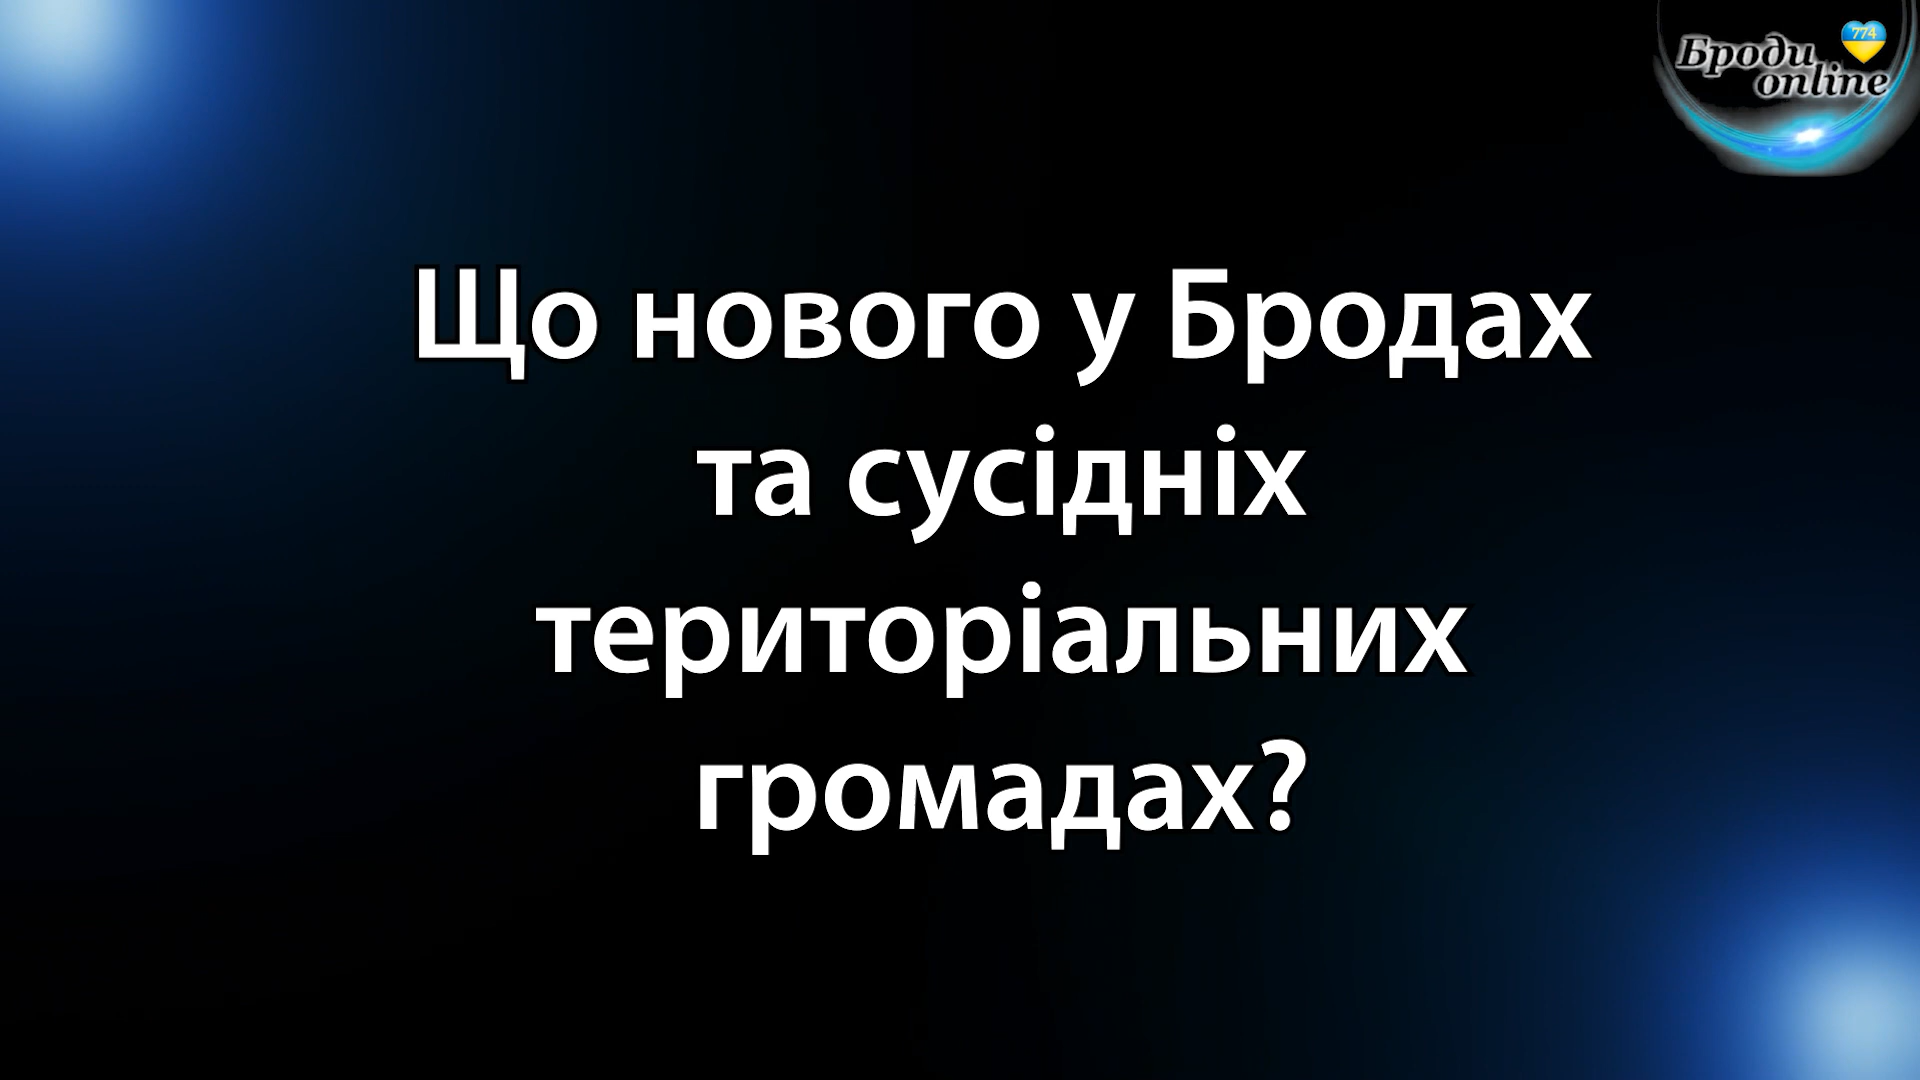 Броди 774
online
Що нового у Бродах
та сусідніх
територіальних
громадах?